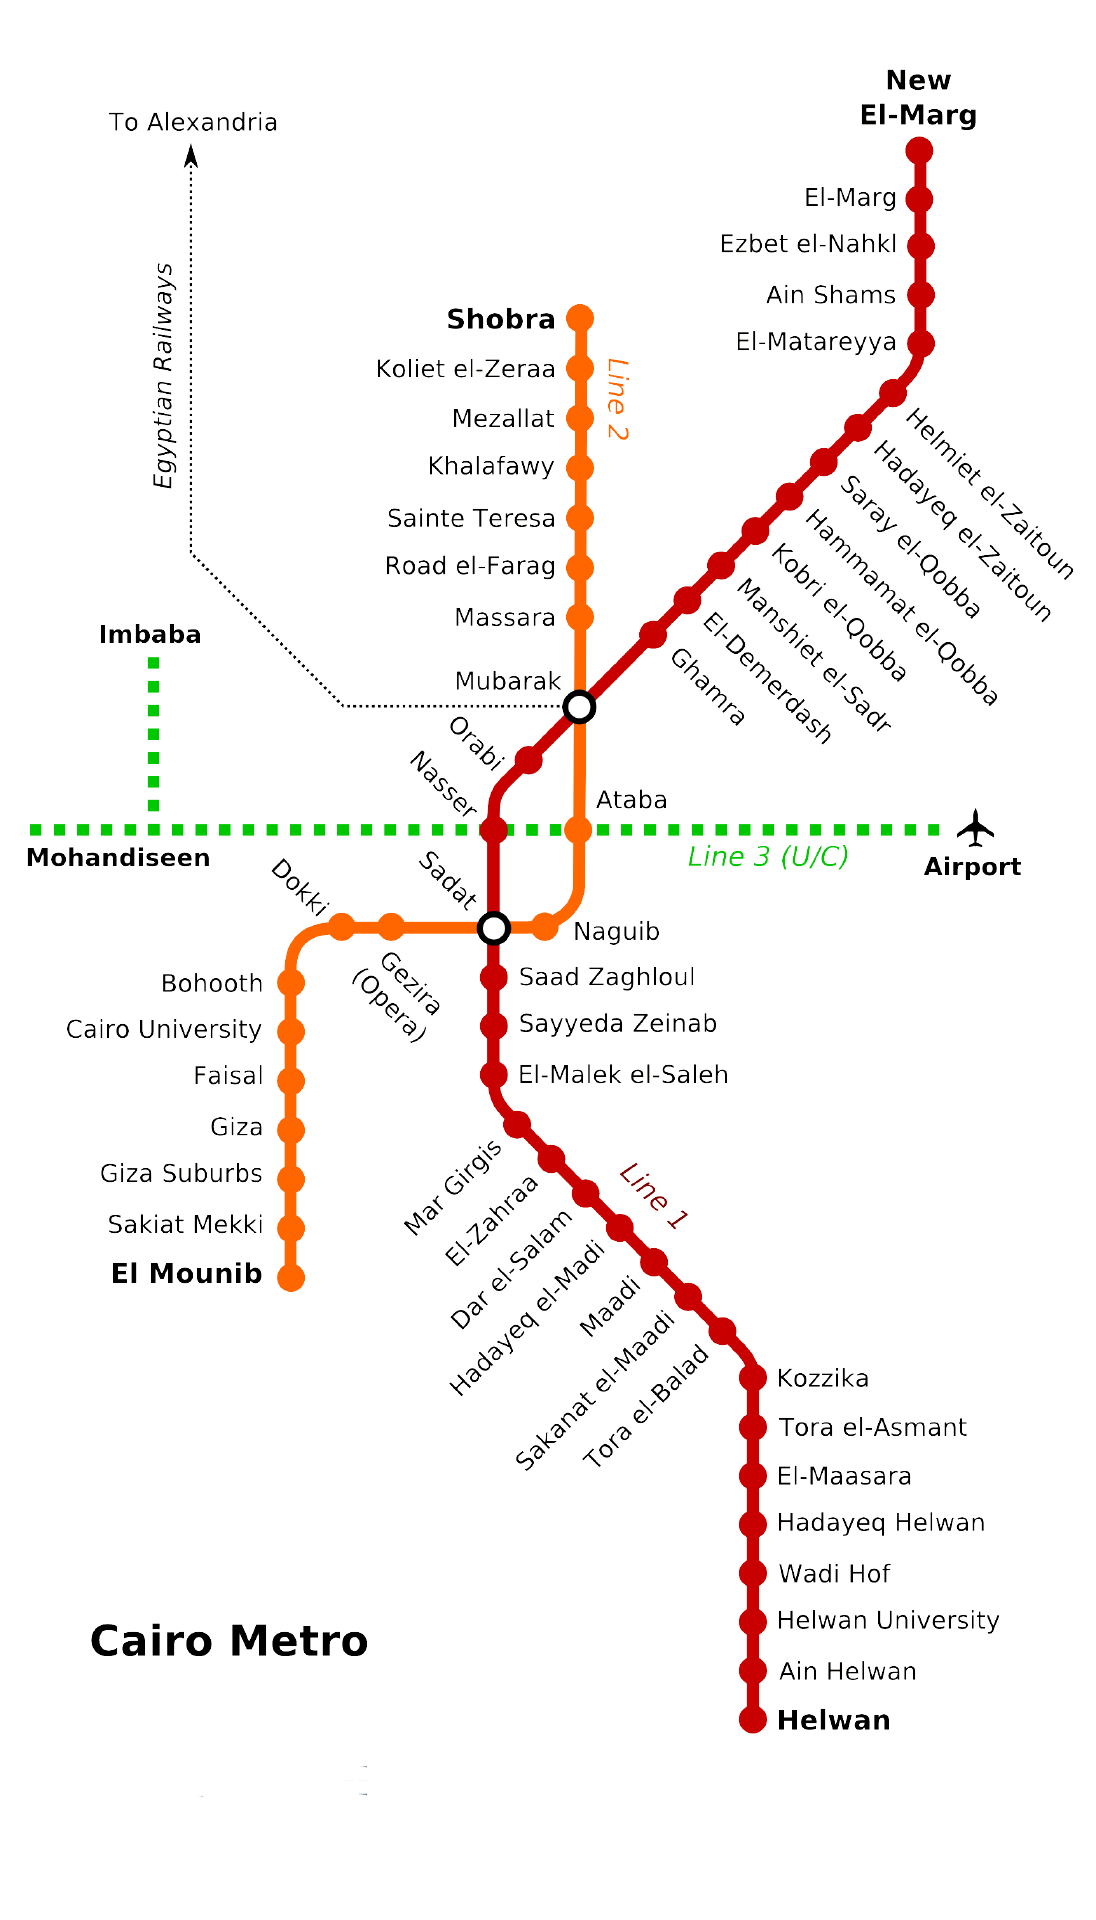 New
El-Marg
To Alexandria
El-Marg
Ezbet el-Nahkl
Ain Shams
El-Matareyya
Egyptian Railways
Shobra
Koliet el-Zeraa
Line 2
Mezallat
Khalafawy
Sainte Teresa
Road el-Farag
Massara
Mubarak
Helmiet el-Zaitoun
Hadayeq el-Zaitoun
Saray el-Qobba
Hammamat el-Qobba
Kobri el-Qobba
Manshiet el-Sadr
El-Demerdash
Ghamra
Imbaba
Orabi
Nasser
Ataba
Mohandiseen
Line 3 (U/C)
Airport
Sadat
Dokki
Naguib
Gezira
(Opera)
Bohooth
Cairo University
Faisal
Giza
Giza Suburbs
Sakiat Mekki
El Mounib
Saad Zaghloul
Sayyeda Zeinab
El-Malek el-Saleh
Mar Girgis
El-Zahraa
Line 1
Dar el-Salam
Hadayeq el-Madi
Maadi
Sakanat el-Maadi
Tora el-Balad
Kozzika
Tora el-Asmant
El-Maasara
Hadayeq Helwan
Wadi Hof
Helwan University
Ain Helwan
Helwan
Cairo Metro